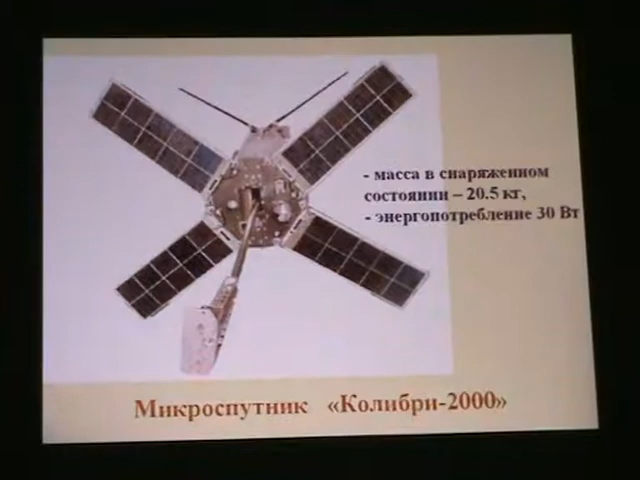 - масса в снаряженном
состоянии – 20.5 кг,
- энергопотребление 30 Вт
Микроспутник «Колибри-2000»